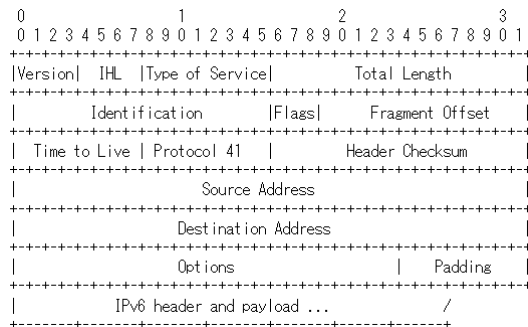 0                   1                   2                   3
0 1 2 3 4 5 6 7 8 9 0 1 2 3 4 5 6 7 8 9 0 1 2 3 4 5 6 7 8 9 0 1
+-+-+-+-+-+-+-+-+-+-+-+-+-+-+-+-+-+-+-+-+-+-+-+-+-+-+-+-+-+-+-+-+
|Version|  IHL  |Type of Service|          Total Length         |
+-+-+-+-+-+-+-+-+-+-+-+-+-+-+-+-+-+-+-+-+-+-+-+-+-+-+-+-+-+-+-+-+
|         Identification        |Flags|      Fragment Offset    |
+-+-+-+-+-+-+-+-+-+-+-+-+-+-+-+-+-+-+-+-+-+-+-+-+-+-+-+-+-+-+-+-+
|  Time to Live | Protocol 41   |         Header Checksum       |
+-+-+-+-+-+-+-+-+-+-+-+-+-+-+-+-+-+-+-+-+-+-+-+-+-+-+-+-+-+-+-+-+
|                       Source Address                          |
+-+-+-+-+-+-+-+-+-+-+-+-+-+-+-+-+-+-+-+-+-+-+-+-+-+-+-+-+-+-+-+-+
|                    Destination Address                        |
+-+-+-+-+-+-+-+-+-+-+-+-+-+-+-+-+-+-+-+-+-+-+-+-+-+-+-+-+-+-+-+-+
|                    Options                    |    Padding    |
+-+-+-+-+-+-+-+-+-+-+-+-+-+-+-+-+-+-+-+-+-+-+-+-+-+-+-+-+-+-+-+-+
|            IPv6 header and payload ...              /
+-------+-------+-------+-------+-------+------+------+